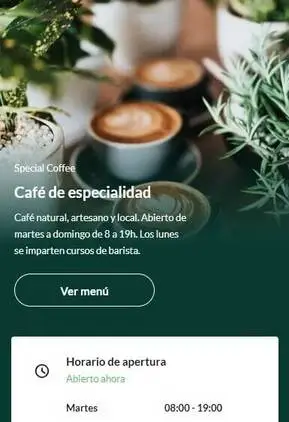 Special Coffee
Café de especialidad
Café natural, artesano y local. Abierto de
martes a domingo de 8 a 19h. Los lunes
se imparten cursos de barista.
Ver menú
Horario de apertura
Abierto ahora
Martes 08:00 - 19:00